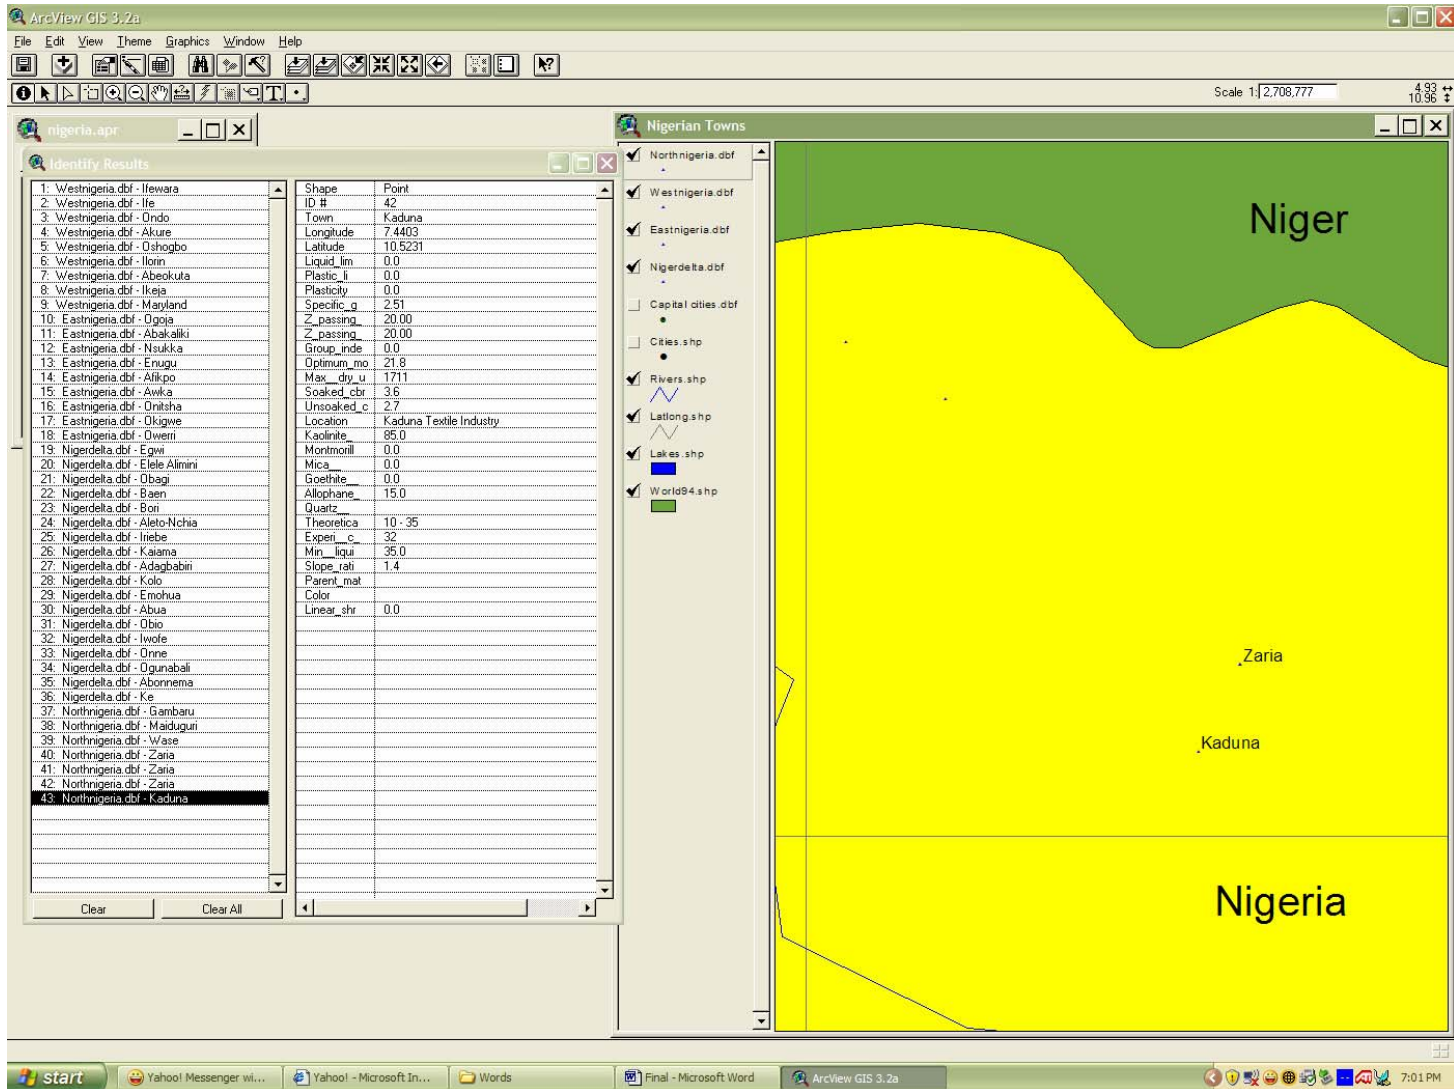 ArcView GIS 3.2a
File Edit View Theme Graphics Window Help
Scale 1: 2,708,777
4.93
10.96
nigeria.apr
Identify Results
1: Westnigeria.dbf - Ifewara
2: Westnigeria.dbf - Ife
3: Westnigeria.dbf - Ondo
4: Westnigeria.dbf - Akure
5: Westnigeria.dbf - Oshogbo
6: Westnigeria.dbf - Ilorin
7: Westnigeria.dbf - Abeokuta
8: Westnigeria.dbf - Ikeja
9: Westnigeria.dbf - Maryland
10: Eastnigeria.dbf - Ogoja
11: Eastnigeria.dbf - Abakaliki
12: Eastnigeria.dbf - Nsukka
13: Eastnigeria.dbf - Enugu
14: Eastnigeria.dbf - Afikpo
15: Eastnigeria.dbf - Awka
16: Eastnigeria.dbf - Onitsha
17: Eastnigeria.dbf - Okigwe
18: Eastnigeria.dbf - Owerri
19: Nigerdelta.dbf - Egwi
20: Nigerdelta.dbf - Elele Alimini
21: Nigerdelta.dbf - Obagi
22: Nigerdelta.dbf - Baen
23: Nigerdelta.dbf - Bori
24: Nigerdelta.dbf - Aleto-Nchia
25: Nigerdelta.dbf - Iriebe
26: Nigerdelta.dbf - Kaiama
27: Nigerdelta.dbf - Adagbabiri
28: Nigerdelta.dbf - Kolo
29: Nigerdelta.dbf - Emohua
30: Nigerdelta.dbf - Abua
31: Nigerdelta.dbf - Obio
32: Nigerdelta.dbf - Iwofe
33: Nigerdelta.dbf - Onne
34: Nigerdelta.dbf - Ogunabali
35: Nigerdelta.dbf - Abonnema
36: Nigerdelta.dbf - Ke
37: Northnigeria.dbf - Gambaru
38: Northnigeria.dbf - Maiduguri
39: Northnigeria.dbf - Wase
40: Northnigeria.dbf - Zaria
41: Northnigeria.dbf - Zaria
42: Northnigeria.dbf - Zaria
43: Northnigeria.dbf - Kaduna
Clear Clear All
Shape Point
ID # 42
Town Kaduna
Longitude 7.4403
Latitude 10.5231
Liquid_lim 0.0
Plastic_li 0.0
Plasticity 0.0
Specific_g 2.51
Z_passing_ 20.00
Z_passing_ 20.00
Group_inde 0.0
Optimum_mo 21.8
Max__dry_u 1711
Soaked_cbr 3.6
Unsoaked_c 2.7
Location Kaduna Textile Industry
Kaolinite_ 85.0
Montmorill 0.0
Mica__ 0.0
Goethite__ 0.0
Allophane_ 15.0
Quartz__
Theoretica 10 - 35
Experi__c_ 32
Min__liqui 35.0
Slope_rati 1.4
Parent_mat
Color
Linear_shr 0.0
Nigerian Towns
Northnigeria.dbf
Westnigeria.dbf
Eastnigeria.dbf
Nigerdelta.dbf
Capital cities.dbf
Cities.shp
Rivers.shp
Latlong.shp
Lakes.shp
World94.shp
Niger
Zaria
Kaduna
Nigeria
start Yahoo! Messenger wi... Yahoo! - Microsoft In... Words Final - Microsoft Word ArcView GIS 3.2a 7:01 PM